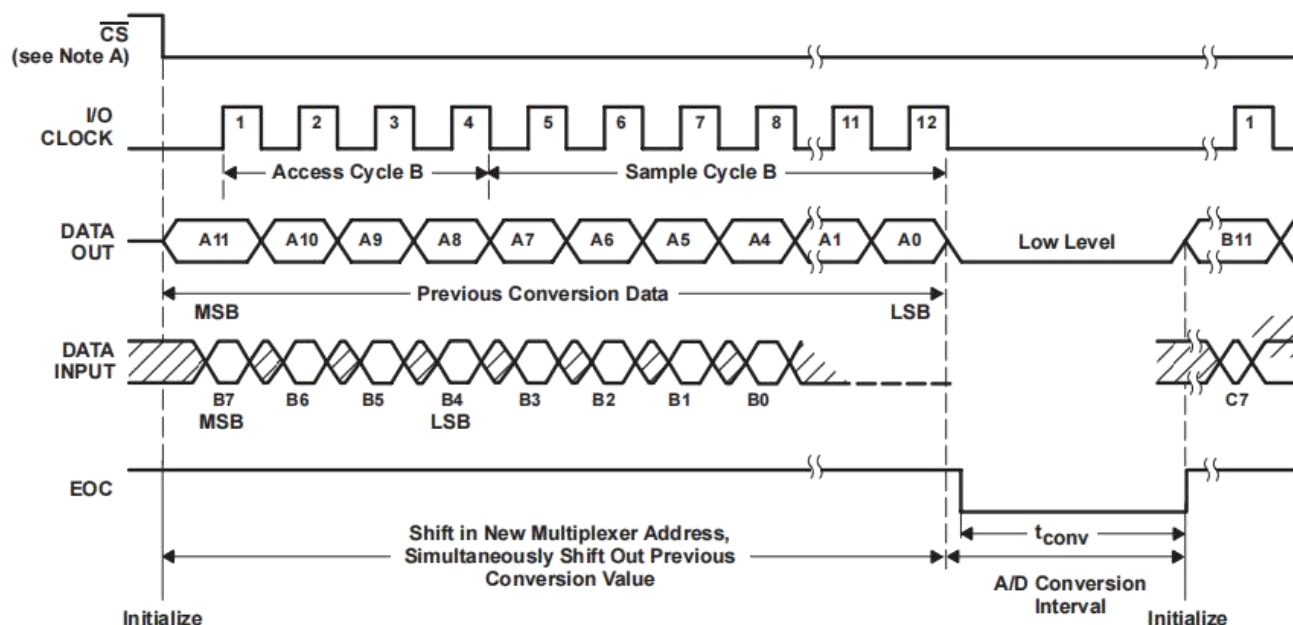 CS
(see Note A)
I/O
CLOCK
1 2 3 4 5 6 7 8 11 12 1
Access Cycle B Sample Cycle B
DATA
OUT
A11 A10 A9 A8 A7 A6 A5 A4 A1 A0 Low Level B11
Previous Conversion Data
MSB LSB
DATA
INPUT
B7 B6 B5 B4 B3 B2 B1 B0 C7
MSB LSB
EOC
Shift in New Multiplexer Address,
Simultaneously Shift Out Previous
Conversion Value
tconv
A/D Conversion
Interval
Initialize Initialize